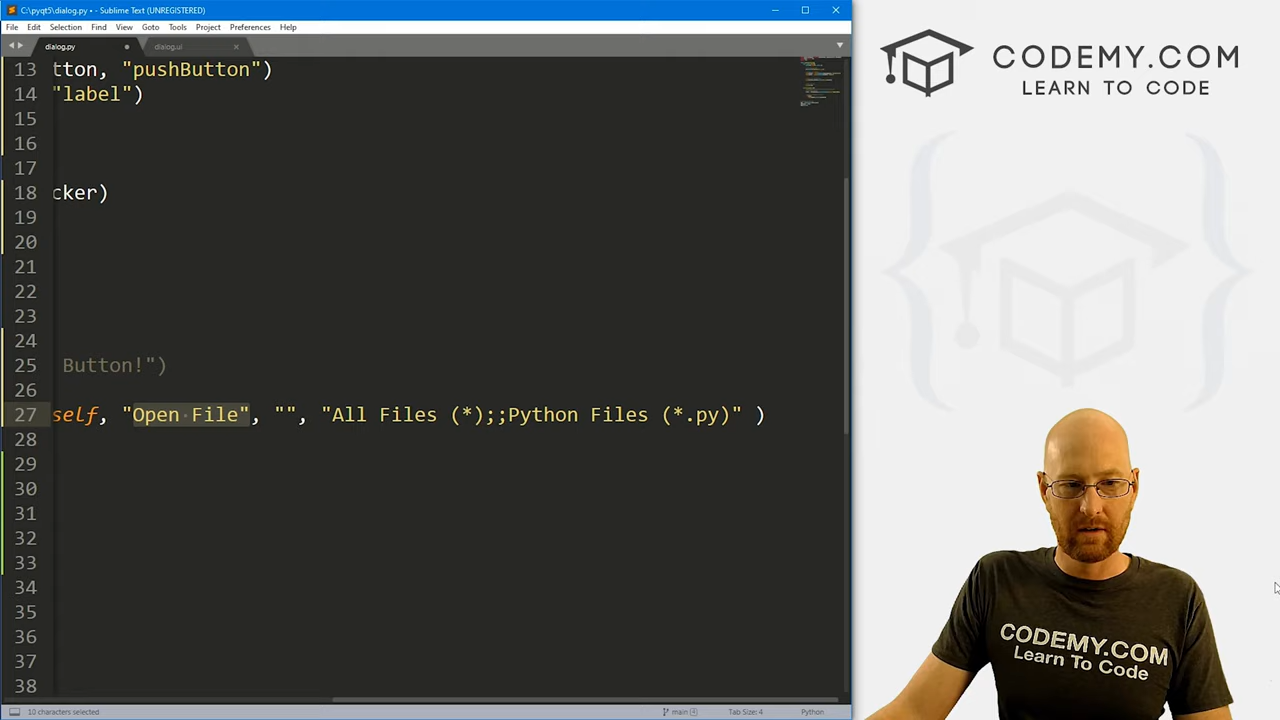 C:\pyqt5\dialog.py • - Sublime Text (UNREGISTERED)
File Edit Selection Find View Goto Tools Project Preferences Help
dialog.py dialog.ui
13 tton, "pushButton")
14 "label")
15
16
17
18 cker)
19
20
21
22
23
24
25 Button!")
26
27 self, "Open File", "", "All Files (*);;Python Files (*.py)" )
28
29
30
31
32
33
34
35
36
37
38
10 characters selected main 4 Tab Size: 4 Python
CODEMY.COM
LEARN TO CODE
CODEMY.COM
Learn To Code